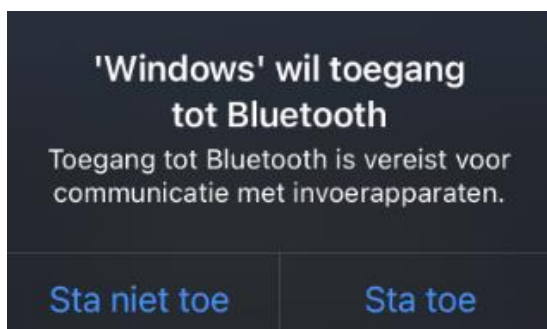 'Windows' wil toegang
tot Bluetooth
Toegang tot Bluetooth is vereist voor
communicatie met invoerapparaten.
Sta niet toe
Sta toe